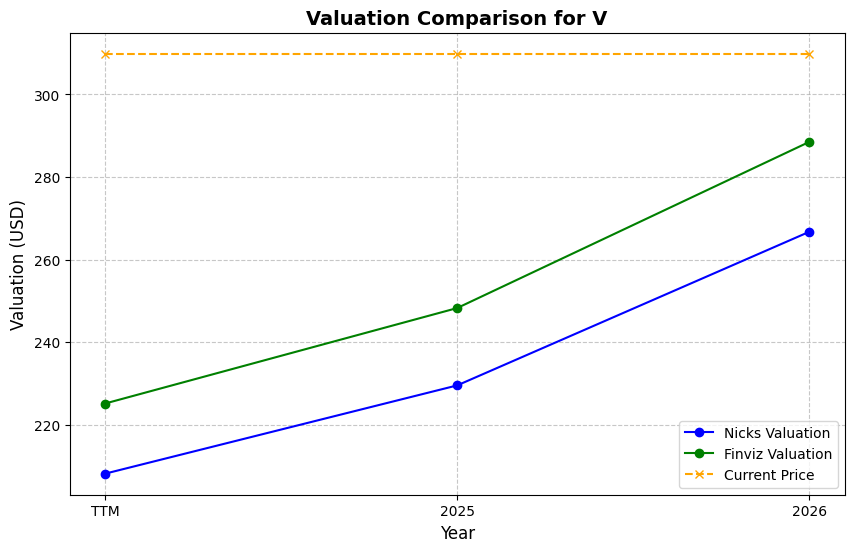 Valuation Comparison for V
Valuation (USD)
300
280
260
240
220
TTM
2025
2026
Year
Nicks Valuation
Finviz Valuation
Current Price